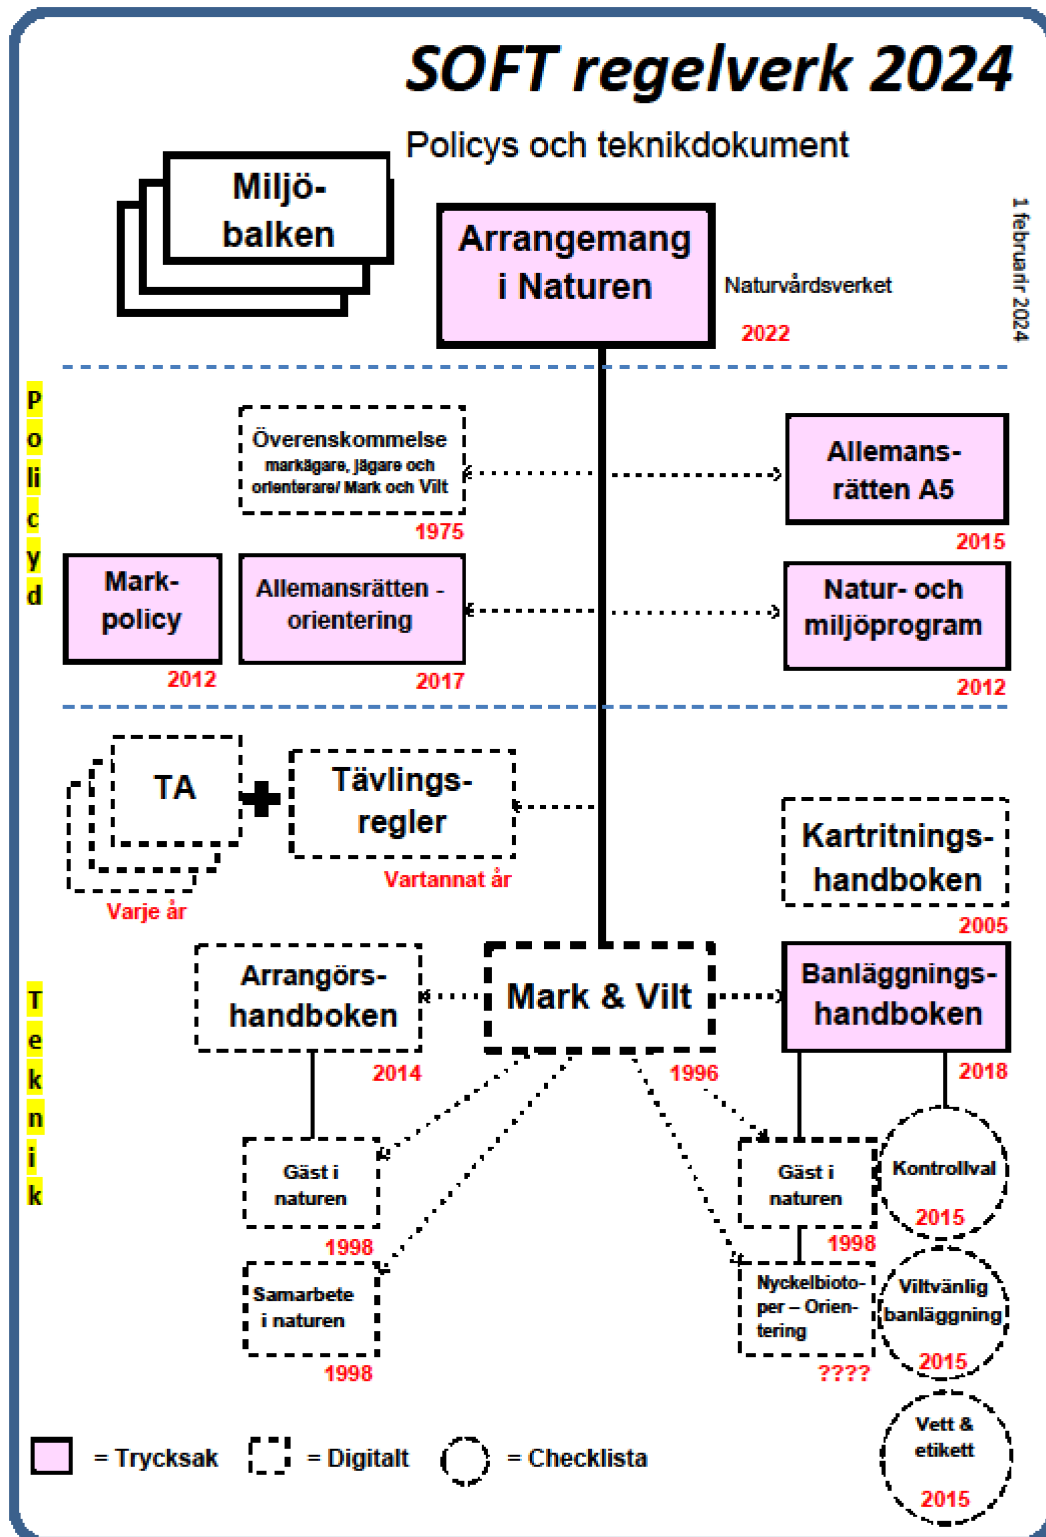 SOFT regelverk 2024
Policys och teknikdokument
1 februarir 2024
Miljö-
balken
Arrangemang
i Naturen
Naturvårdsverket
2022
Policyd
Överenskommelse
markägare, jägare och
orienterare/ Mark och Vilt
1975
Allemans-
rätten A5
2015
Mark-
policy
2012
Allemansrätten -
orientering
2017
Natur- och
miljöprogram
2012
TA
Varje år
Tävlings-
regler
Vartannat år
Kartritnings-
handboken
2005
Teknik
Arrangörs-
handboken
2014
Mark & Vilt
1996
Banläggnings-
handboken
2018
Gäst i
naturen
1998
Samarbete
i naturen
1998
Gäst i
naturen
1998
Nyckelbioto-
per – Orien-
tering
????
Kontrollval
2015
Viltvänlig
banläggning
2015
Vett &
etikett
2015
= Trycksak
= Digitalt
= Checklista